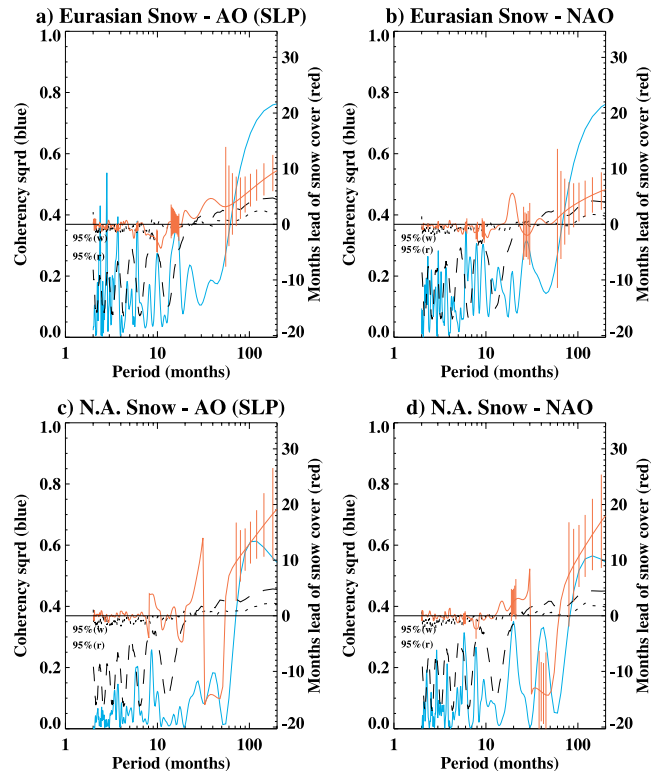 a) Eurasian Snow - AO (SLP)
b) Eurasian Snow - NAO
1.0
0.8
0.6
0.4
0.2
0.0
Coherency sqrd (blue)
95%(w)
95%(r)
30
20
10
0
-10
-20
Months lead of snow cover (red)
1 10 100
Period (months)
1.0
0.8
0.6
0.4
0.2
0.0
Coherency sqrd (blue)
95%(w)
95%(r)
30
20
10
0
-10
-20
Months lead of snow cover (red)
1 10 100
Period (months)
c) N.A. Snow - AO (SLP)
d) N.A. Snow - NAO
1.0
0.8
0.6
0.4
0.2
0.0
Coherency sqrd (blue)
95%(w)
95%(r)
30
20
10
0
-10
-20
Months lead of snow cover (red)
1 10 100
Period (months)
1.0
0.8
0.6
0.4
0.2
0.0
Coherency sqrd (blue)
95%(w)
95%(r)
30
20
10
0
-10
-20
Months lead of snow cover (red)
1 10 100
Period (months)